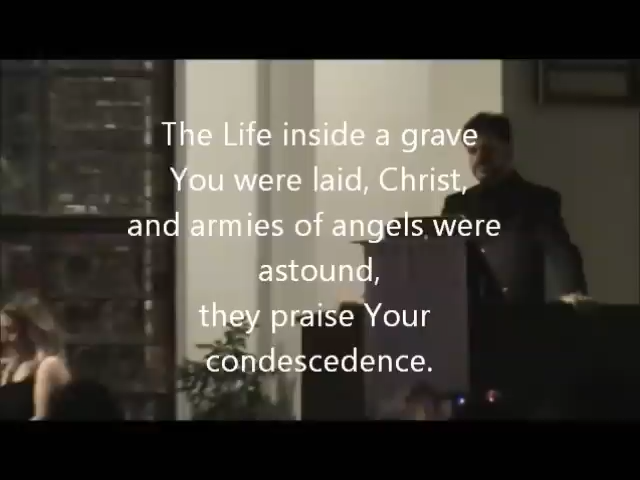 The Life inside a grave
You were laid, Christ,
and armies of angels were
astound,
they praise Your
condescedence.